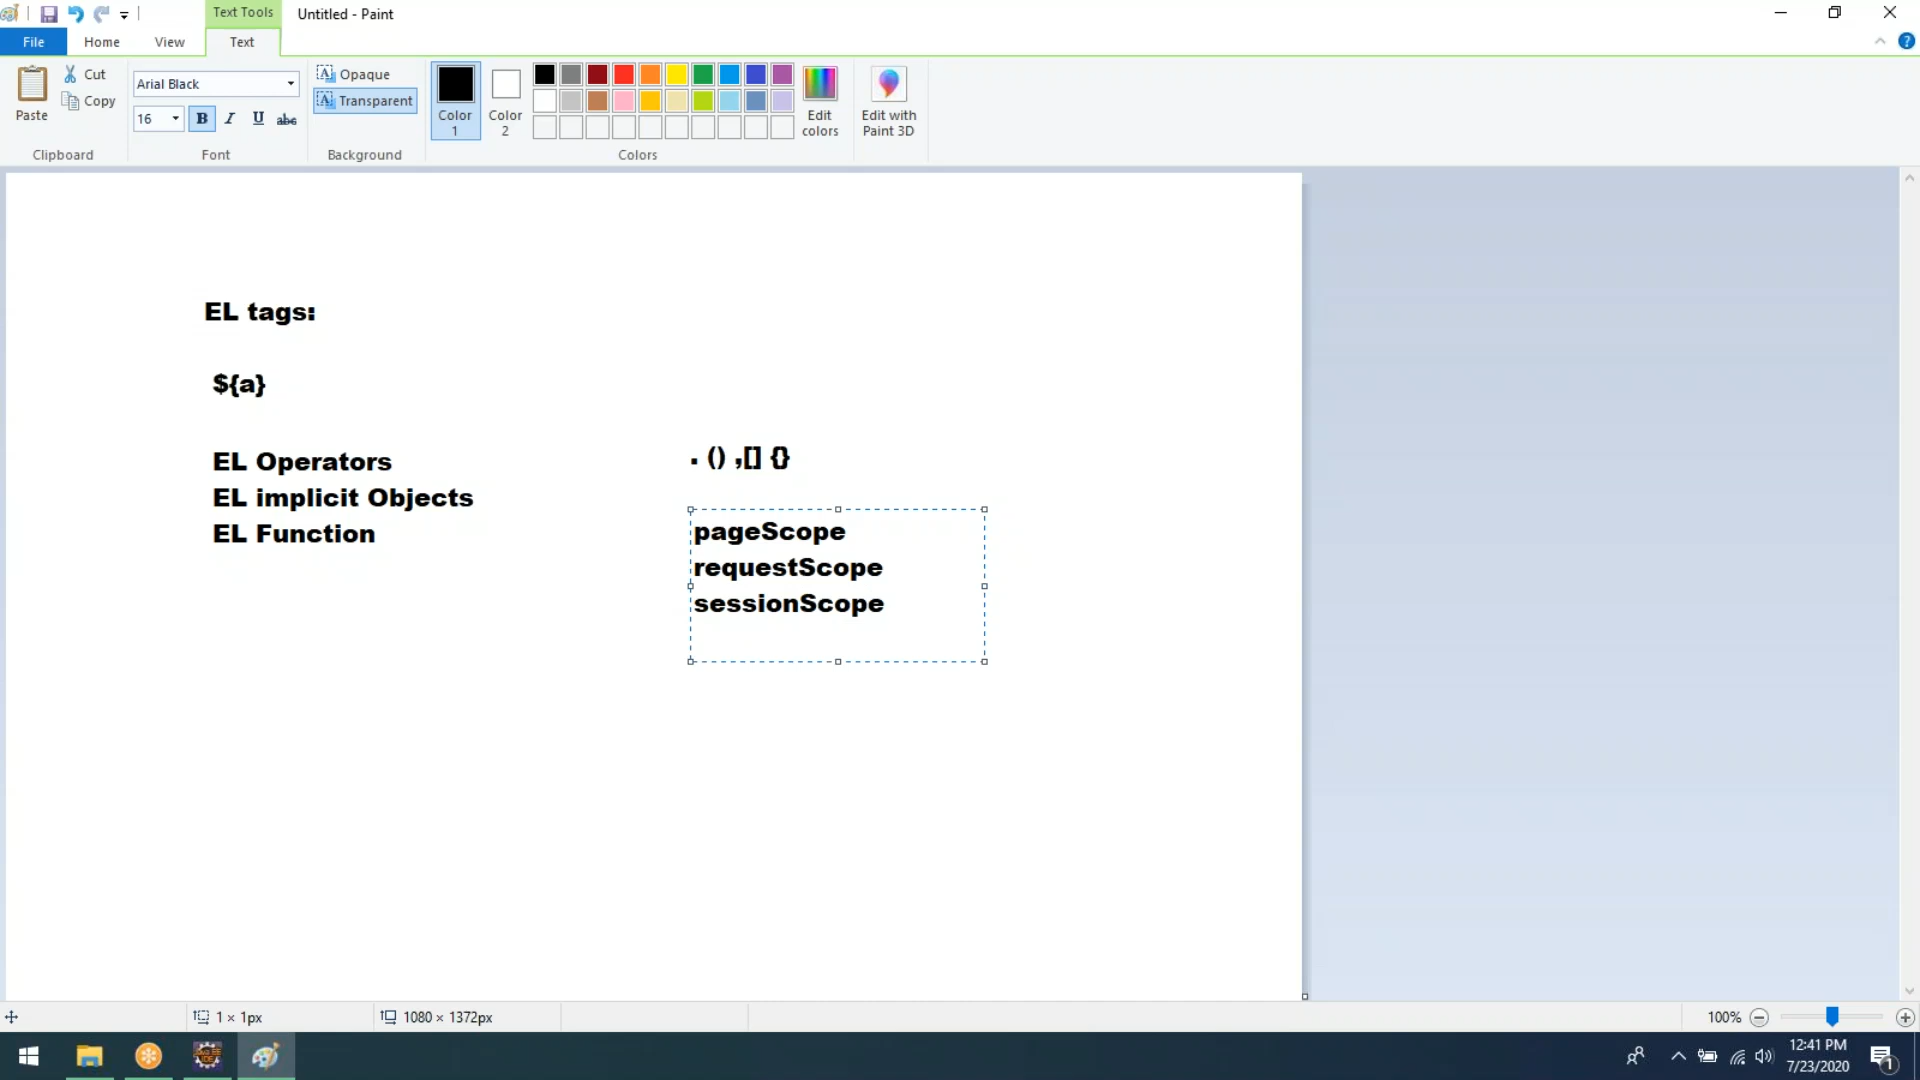 Text Tools
Untitled - Paint
File
Home
View
Text
Paste
Cut
Copy
Clipboard
Arial Black
16
B I U abc
Font
Opaque
Transparent
Background
Color 1
Color 2
Colors
Edit colors
Edit with Paint 3D
EL tags:
${a}
EL Operators
EL implicit Objects
EL Function
. () ,[] {}
pageScope
requestScope
sessionScope
1 × 1px
1080 × 1372px
100%
12:41 PM
7/23/2020
1